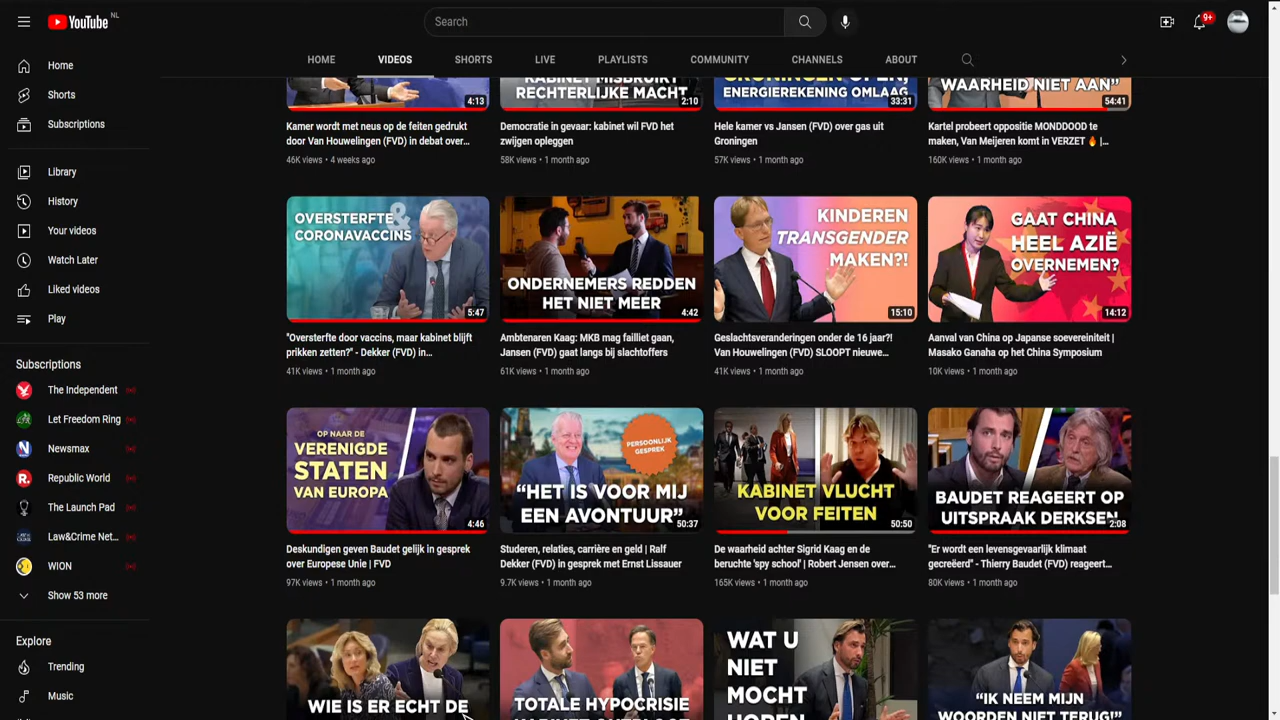 YouTube NL
Search
9+
HOME
VIDEOS
SHORTS
LIVE
PLAYLISTS
COMMUNITY
CHANNELS
ABOUT
Home
Shorts
Subscriptions
Library
History
Your videos
Watch Later
Liked videos
Play
Subscriptions
The Independent
Let Freedom Ring
Newsmax
Republic World
The Launch Pad
Law&Crime Net...
WION
Show 53 more
Explore
Trending
Music
4:13
Kamer wordt met neus op de feiten gedrukt
door Van Houwelingen (FVD) in debat over...
46K views • 4 weeks ago
KABINET MISBRUIKT
RECHTERLIJKE MACHT
2:10
Democratie in gevaar: kabinet wil FVD het
zwijgen opleggen
58K views • 1 month ago
GRONINGEN OPEN,
ENERGIEREKENING OMLAAG
33:31
Hele kamer vs Jansen (FVD) over gas uit
Groningen
57K views • 1 month ago
WAARHEID NIET AAN”
54:41
Kartel probeert oppositie MONDDOOD te
maken, Van Meijeren komt in VERZET 🔥 |...
160K views • 1 month ago
OVERSTERFTE &
CORONAVACCINS
5:47
"Oversterfte door vaccins, maar kabinet blijft
prikken zetten?" - Dekker (FVD) in...
41K views • 1 month ago
ONDERNEMERS REDDEN
HET NIET MEER
4:42
Ambtenaren Kaag: MKB mag failliet gaan,
Jansen (FVD) gaat langs bij slachtoffers
61K views • 1 month ago
KINDEREN
TRANSGENDER
MAKEN?!
15:10
Geslachtsveranderingen onder de 16 jaar?!
Van Houwelingen (FVD) SLOOPT nieuwe...
41K views • 1 month ago
GAAT CHINA
HEEL AZIË
OVERNEMEN?
14:12
Aanval van China op Japanse soevereiniteit |
Masako Ganaha op het China Symposium
10K views • 1 month ago
OP NAAR DE
VERENIGDE
STATEN
VAN EUROPA
4:46
Deskundigen geven Baudet gelijk in gesprek
over Europese Unie | FVD
97K views • 1 month ago
PERSOONLIJK
GESPREK
“HET IS VOOR MIJ
EEN AVONTUUR”
50:37
Studeren, relaties, carrière en geld | Ralf
Dekker (FVD) in gesprek met Ernst Lissauer
9.7K views • 1 month ago
KABINET VLUCHT
VOOR FEITEN
50:50
De waarheid achter Sigrid Kaag en de
beruchte 'spy school' | Robert Jensen over...
165K views • 1 month ago
BAUDET REAGEERT OP
UITSPRAAK DERKSEN
2:08
"Er wordt een levensgevaarlijk klimaat
gecreëerd" - Thierry Baudet (FVD) reageert...
80K views • 1 month ago
WIE IS ER ECHT DE
TOTALE HYPOCRISIE
WAT U
NIET
MOCHT
HOREN
“IK NEEM MIJN
WOORDEN NIET TERUG!”